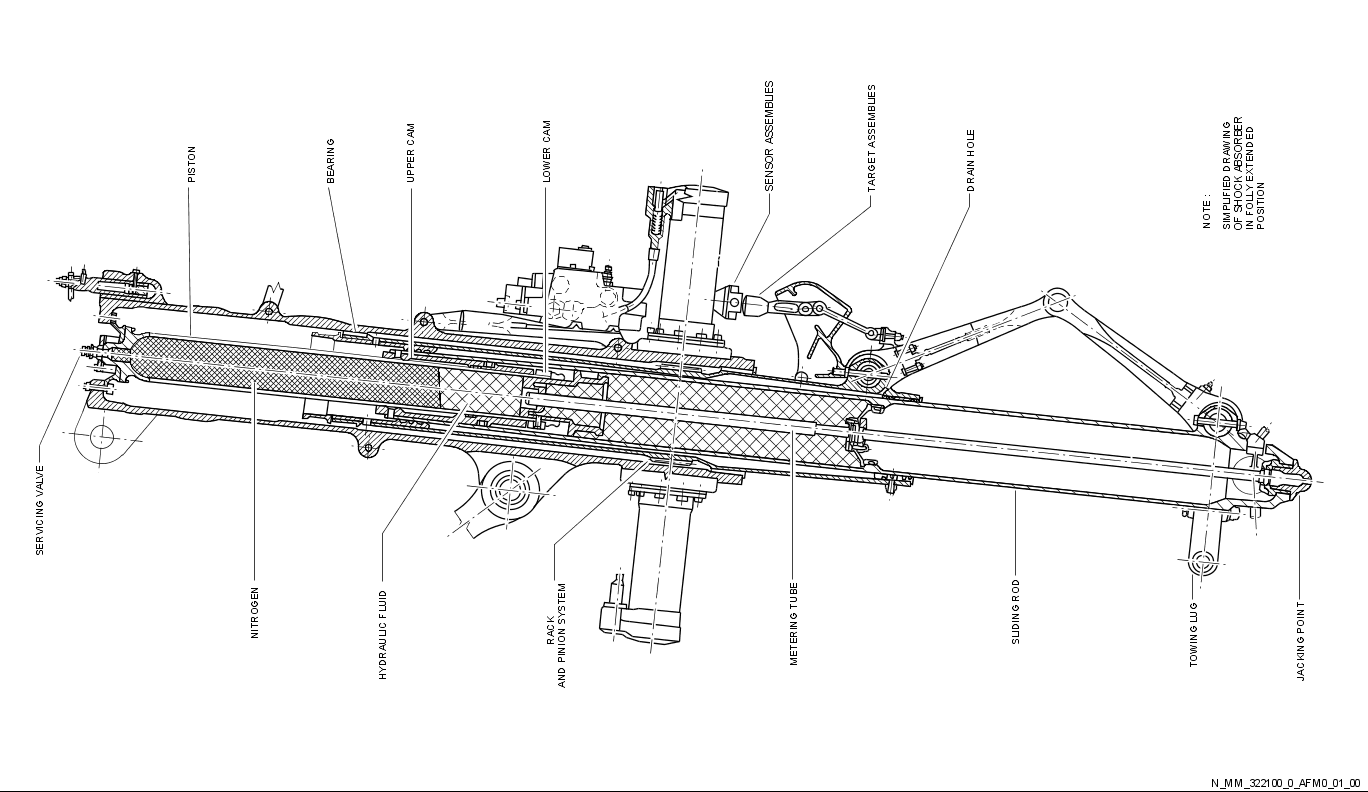 PISTON
BEARING
UPPER CAM
LOWER CAM
SENSOR ASSEMBLIES
TARGET ASSEMBLIES
DRAIN HOLE
NOTE :
SIMPLIFIED DRAWING
OF SHOCK ABSORBER
IN FOLLY EXTENDED
POSITION
SERVICING VALVE
NITROGEN
HYDRAULIC FLUID
RACK
AND PINION SYSTEM
METERING TUBE
SLIDING ROD
TOWING LUG
JACKING POINT
N_MM_322100_0_AFM0_01_00